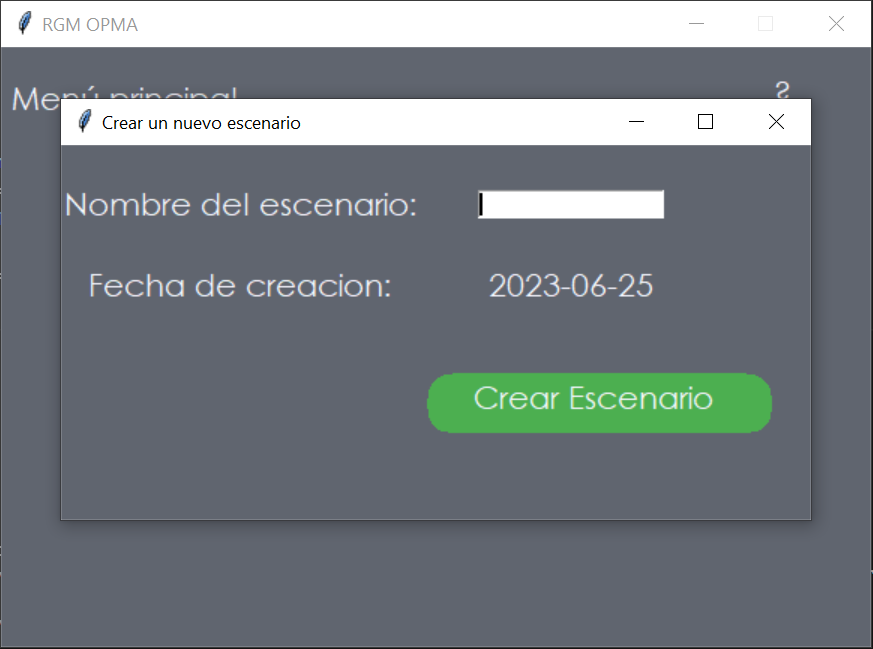 RGM OPMA
Menú principal
?
Crear un nuevo escenario
Nombre del escenario:
Fecha de creacion: 2023-06-25
Crear Escenario